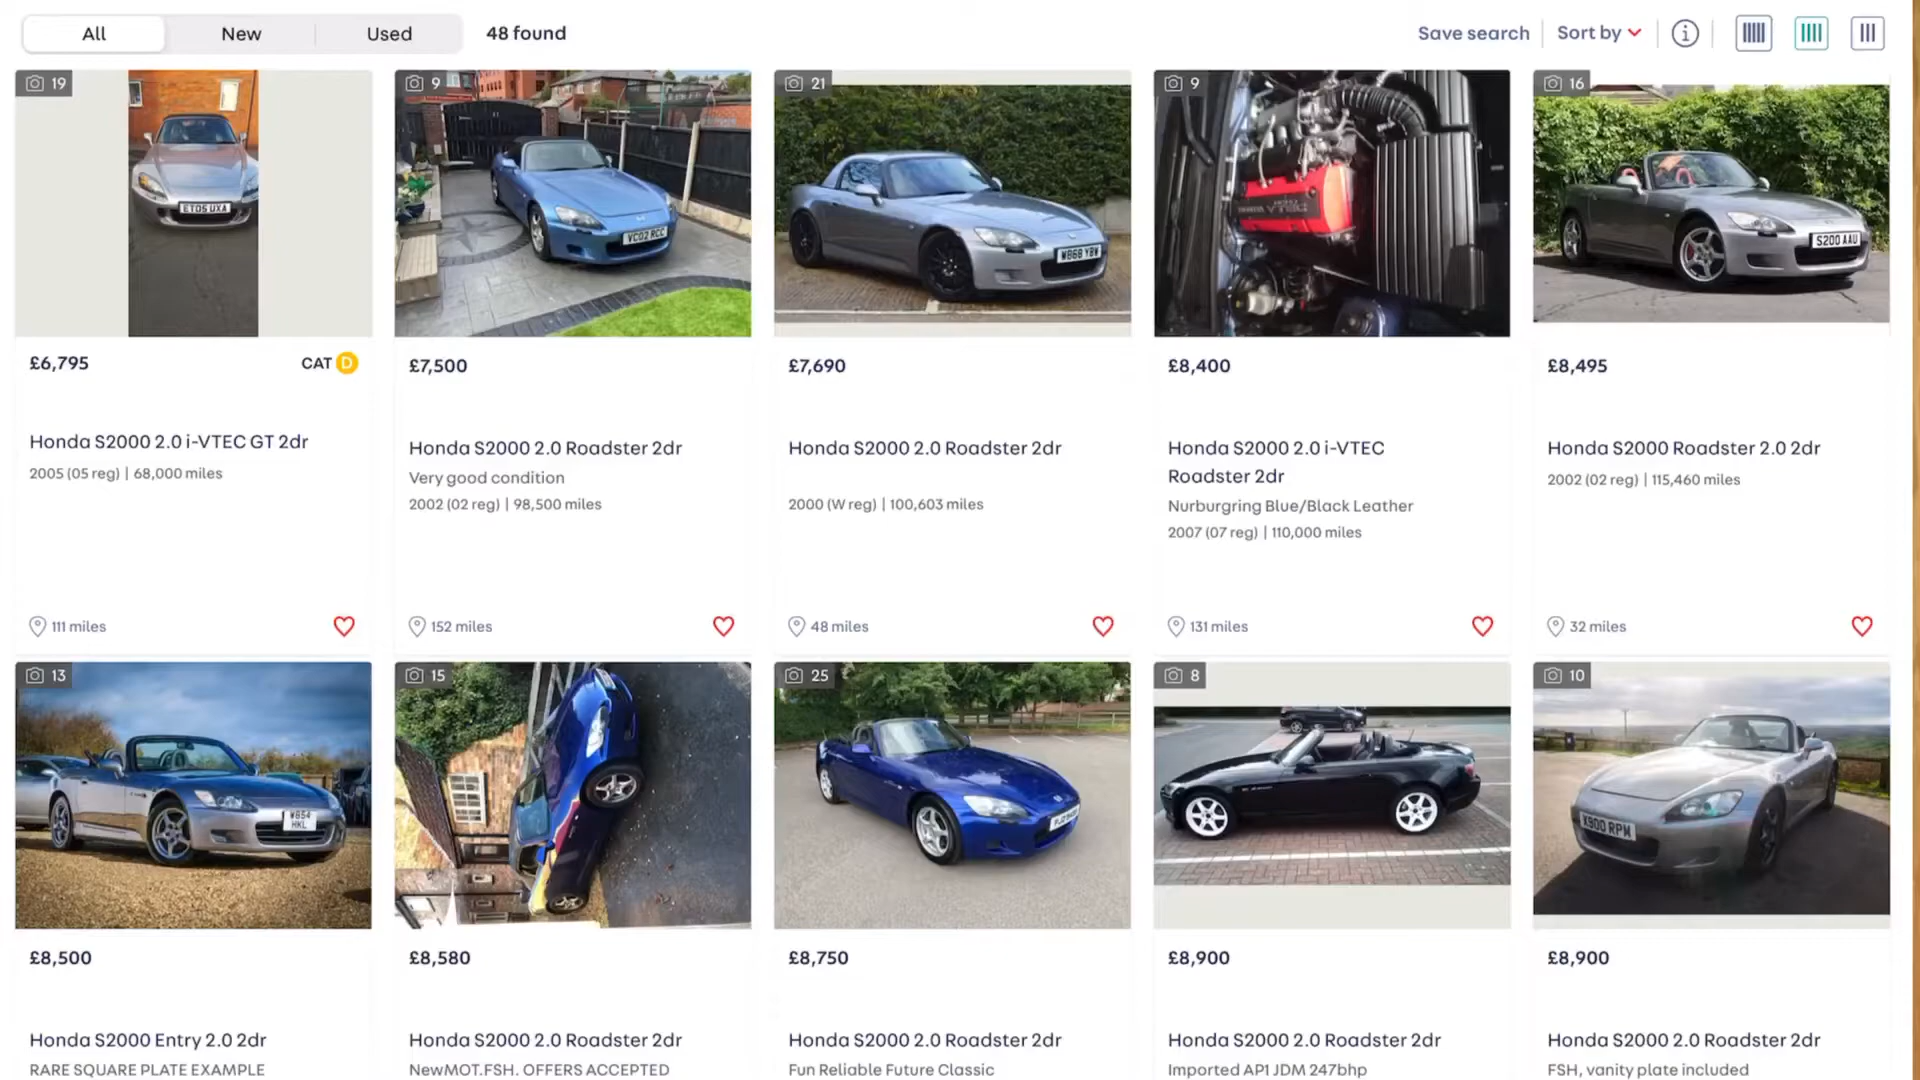 All
New
Used
48 found
Save search
Sort by
19
9
21
9
16
ET05 UXA
VC02 RCC
W868 YBW
VTEC
S200 AAU
£6,795
CAT D
£7,500
£7,690
£8,400
£8,495
Honda S2000 2.0 i-VTEC GT 2dr
2005 (05 reg) | 68,000 miles
Honda S2000 2.0 Roadster 2dr
Very good condition
2002 (02 reg) | 98,500 miles
Honda S2000 2.0 Roadster 2dr
2000 (W reg) | 100,603 miles
Honda S2000 2.0 i-VTEC
Roadster 2dr
Nurburgring Blue/Black Leather
2007 (07 reg) | 110,000 miles
Honda S2000 Roadster 2.0 2dr
2002 (02 reg) | 115,460 miles
111 miles
152 miles
48 miles
131 miles
32 miles
13
15
25
8
10
W854
HKL
X900 RPM
£8,500
£8,580
£8,750
£8,900
£8,900
Honda S2000 Entry 2.0 2dr
RARE SQUARE PLATE EXAMPLE
Honda S2000 2.0 Roadster 2dr
NewMOT.FSH. OFFERS ACCEPTED
Honda S2000 2.0 Roadster 2dr
Fun Reliable Future Classic
Honda S2000 2.0 Roadster 2dr
Imported AP1 JDM 247bhp
Honda S2000 2.0 Roadster 2dr
FSH, vanity plate included